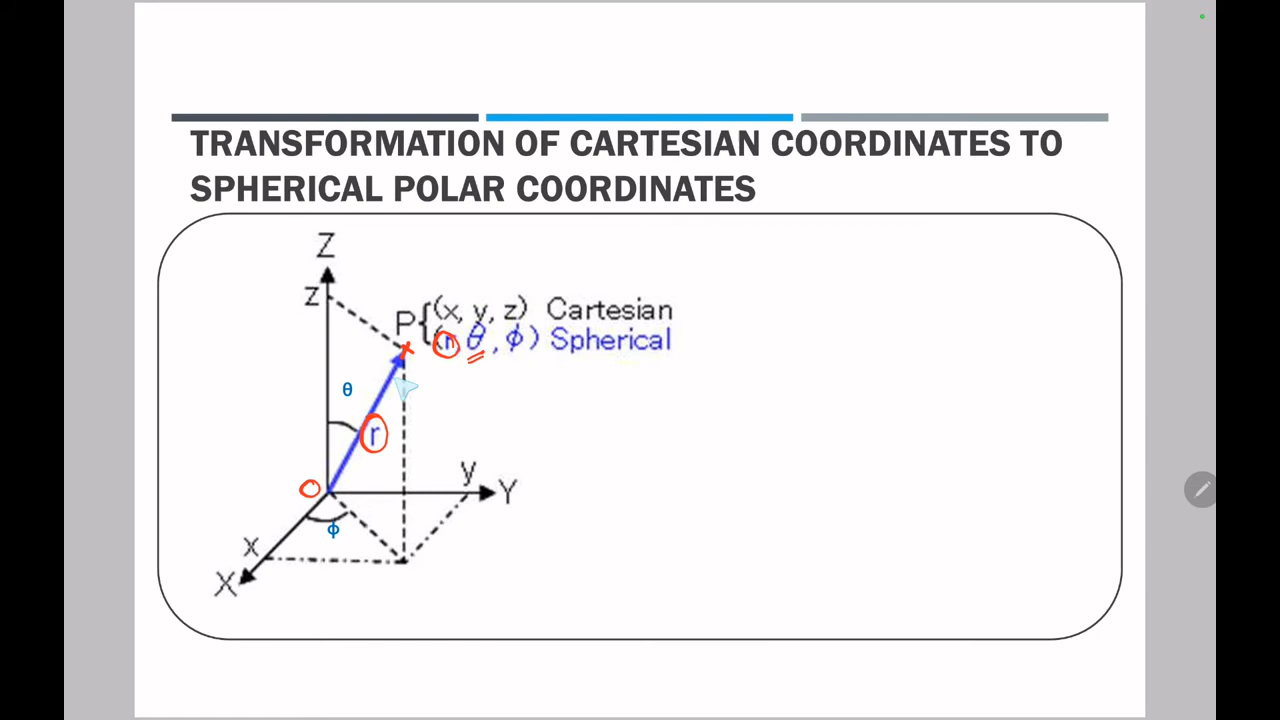 TRANSFORMATION OF CARTESIAN COORDINATES TO
SPHERICAL POLAR COORDINATES
Z
z
P{(x, y, z) Cartesian
(r, θ, ϕ) Spherical
θ
r
O
y
Y
ϕ
x
X